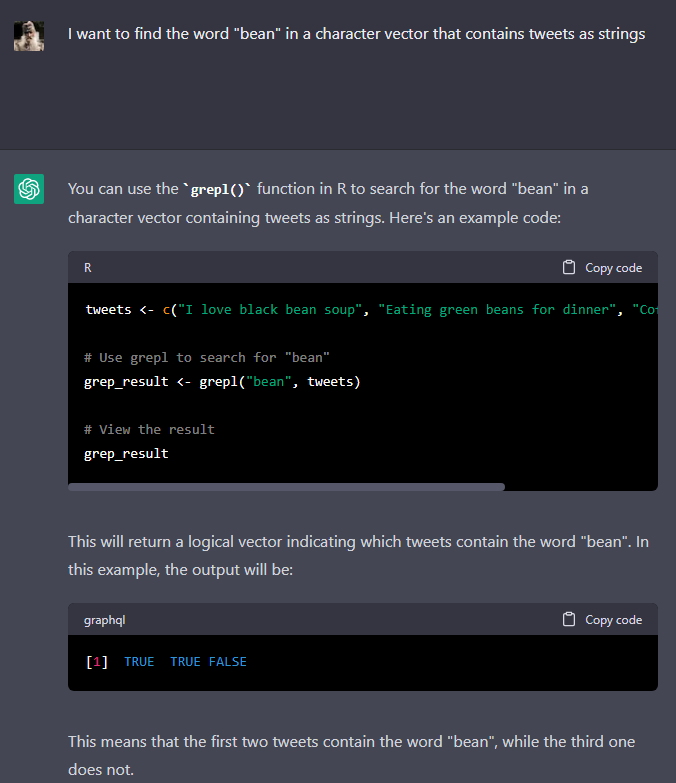 I want to find the word "bean" in a character vector that contains tweets as strings
You can use the `grepl()` function in R to search for the word "bean" in a
character vector containing tweets as strings. Here's an example code:
R
Copy code
tweets <- c("I love black bean soup", "Eating green beans for dinner", "Co
# Use grepl to search for "bean"
grep_result <- grepl("bean", tweets)
# View the result
grep_result
This will return a logical vector indicating which tweets contain the word "bean". In
this example, the output will be:
graphql
Copy code
[1]  TRUE  TRUE FALSE
This means that the first two tweets contain the word "bean", while the third one
does not.